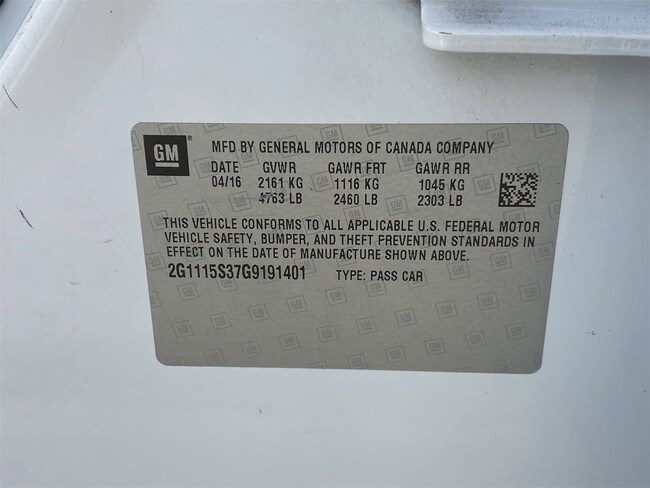 GM
MFD BY GENERAL MOTORS OF CANADA COMPANY
DATE GVWR GAWR FRT GAWR RR
04/16 2161 KG 1116 KG 1045 KG
4763 LB 2460 LB 2303 LB
THIS VEHICLE CONFORMS TO ALL APPLICABLE U.S. FEDERAL MOTOR
VEHICLE SAFETY, BUMPER, AND THEFT PREVENTION STANDARDS IN
EFFECT ON THE DATE OF MANUFACTURE SHOWN ABOVE.
2G1115S37G9191401 TYPE: PASS CAR